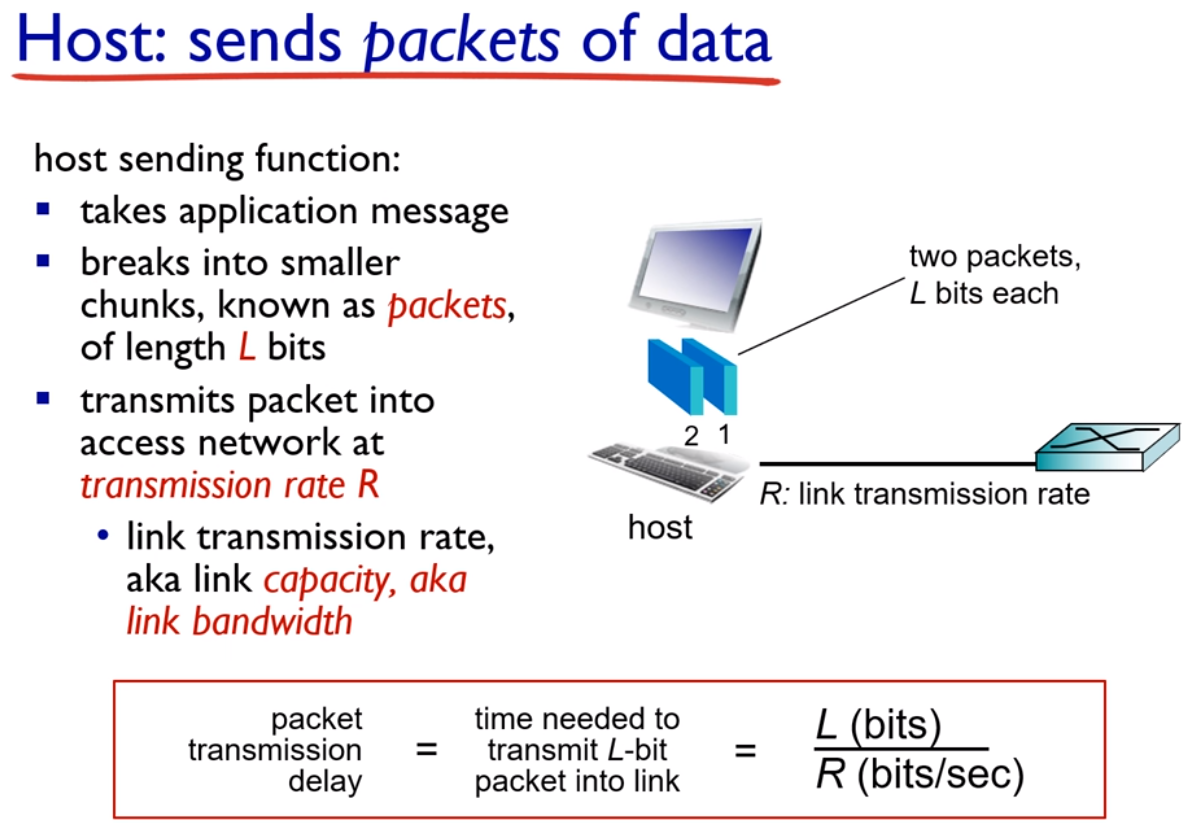 Host: sends packets of data
host sending function:
▪ takes application message
▪ breaks into smaller
chunks, known as packets,
of length L bits
▪ transmits packet into
access network at
transmission rate R
• link transmission rate,
aka link capacity, aka
link bandwidth
two packets,
L bits each
2 1
R: link transmission rate
host
packet
transmission
delay
=
time needed to
transmit L-bit
packet into link
=
L (bits)
R (bits/sec)